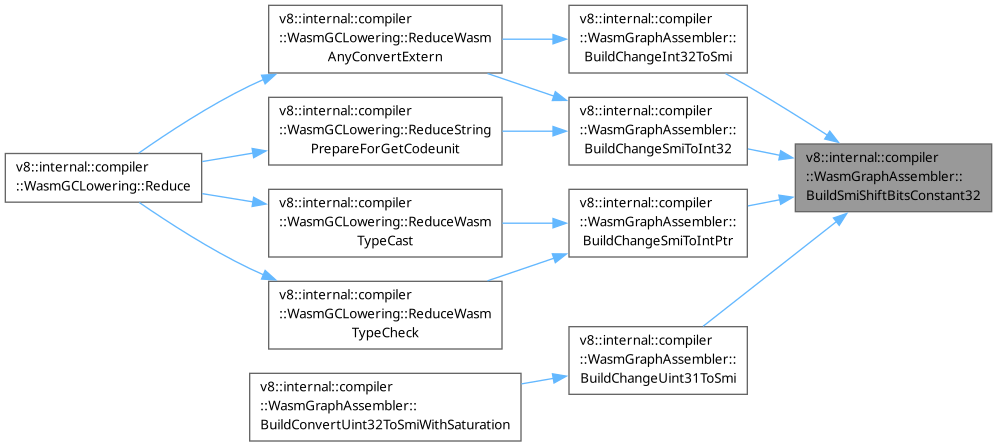 v8::internal::compiler
::WasmGCLowering::Reduce
v8::internal::compiler
::WasmGCLowering::ReduceWasm
AnyConvertExtern
v8::internal::compiler
::WasmGCLowering::ReduceString
PrepareForGetCodeunit
v8::internal::compiler
::WasmGCLowering::ReduceWasm
TypeCast
v8::internal::compiler
::WasmGCLowering::ReduceWasm
TypeCheck
v8::internal::compiler
::WasmGraphAssembler::
BuildConvertUint32ToSmiWithSaturation
v8::internal::compiler
::WasmGraphAssembler::
BuildChangeInt32ToSmi
v8::internal::compiler
::WasmGraphAssembler::
BuildChangeSmiToInt32
v8::internal::compiler
::WasmGraphAssembler::
BuildChangeSmiToIntPtr
v8::internal::compiler
::WasmGraphAssembler::
BuildChangeUint31ToSmi
v8::internal::compiler
::WasmGraphAssembler::
BuildSmiShiftBitsConstant32